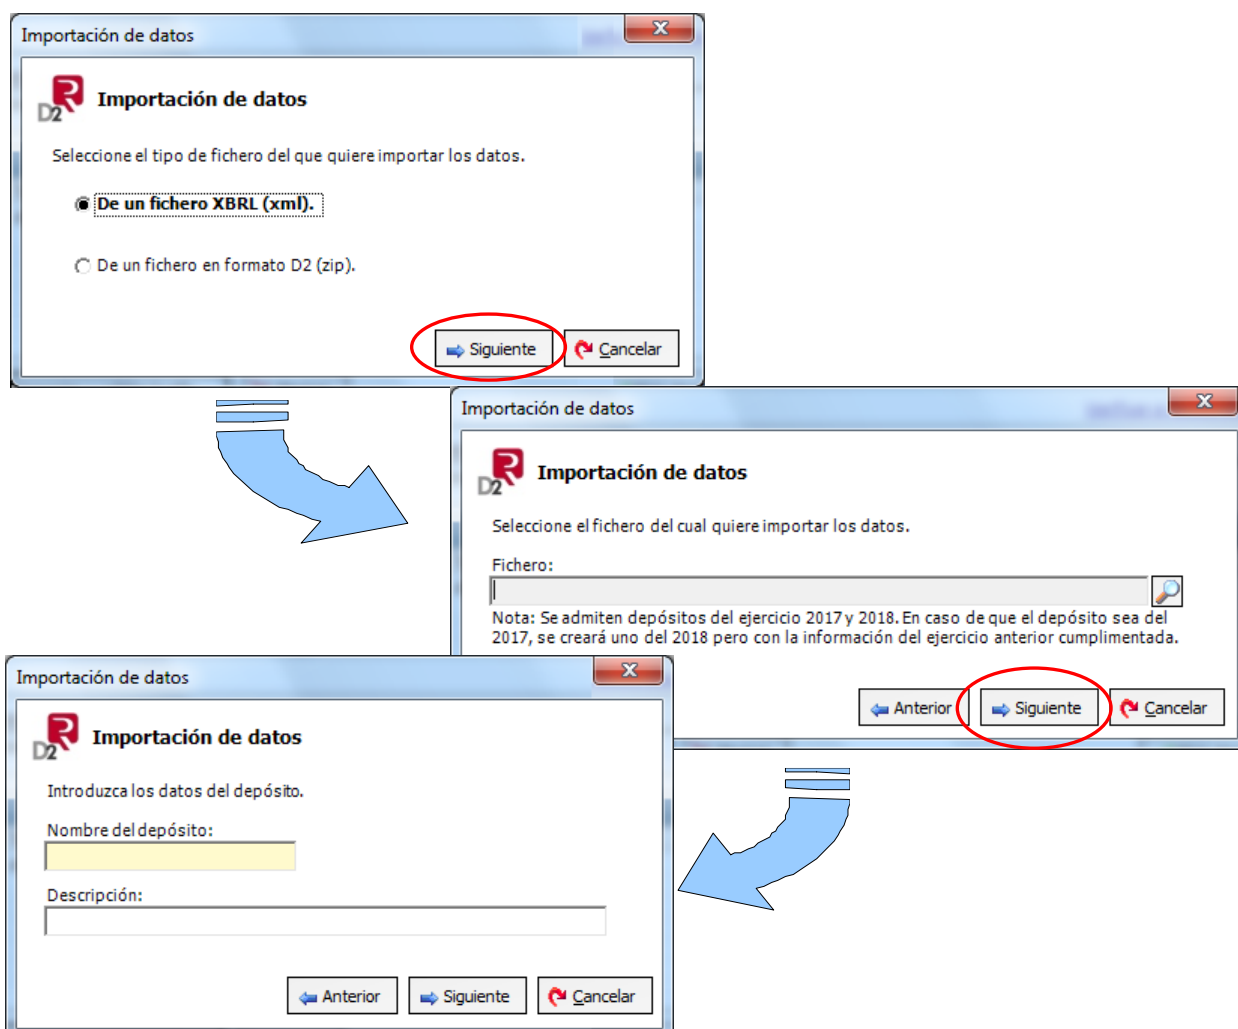 Importación de datos
x
D2 R
Importación de datos
Seleccione el tipo de fichero del que quiere importar los datos.
De un fichero XBRL (xml).
De un fichero en formato D2 (zip).
Siguiente
Cancelar
Importación de datos
x
D2 R
Importación de datos
Seleccione el fichero del cual quiere importar los datos.
Fichero:
Nota: Se admiten depósitos del ejercicio 2017 y 2018. En caso de que el depósito sea del
2017, se creará uno del 2018 pero con la información del ejercicio anterior cumplimentada.
Anterior
Siguiente
Cancelar
Importación de datos
x
D2 R
Importación de datos
Introduzca los datos del depósito.
Nombre del depósito:
Descripción:
Anterior
Siguiente
Cancelar